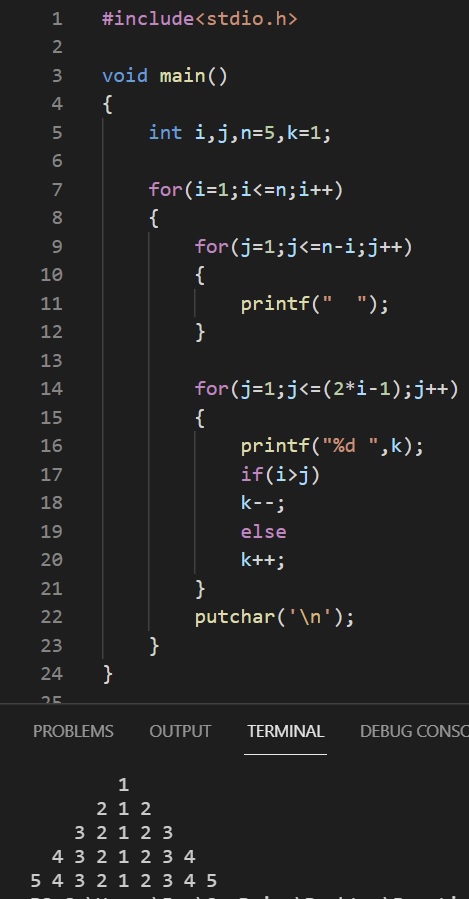 1 #include<stdio.h>
2
3 void main()
4 {
5     int i,j,n=5,k=1;
6
7     for(i=1;i<=n;i++)
8     {
9         for(j=1;j<=n-i;j++)
10         {
11             printf("  ");
12         }
13
14         for(j=1;j<=(2*i-1);j++)
15         {
16             printf("%d ",k);
17             if(i>j)
18             k--;
19             else
20             k++;
21         }
22         putchar('\n');
23     }
24 }
25
PROBLEMS OUTPUT TERMINAL DEBUG CONSO
        1
      2 1 2
    3 2 1 2 3
  4 3 2 1 2 3 4
5 4 3 2 1 2 3 4 5